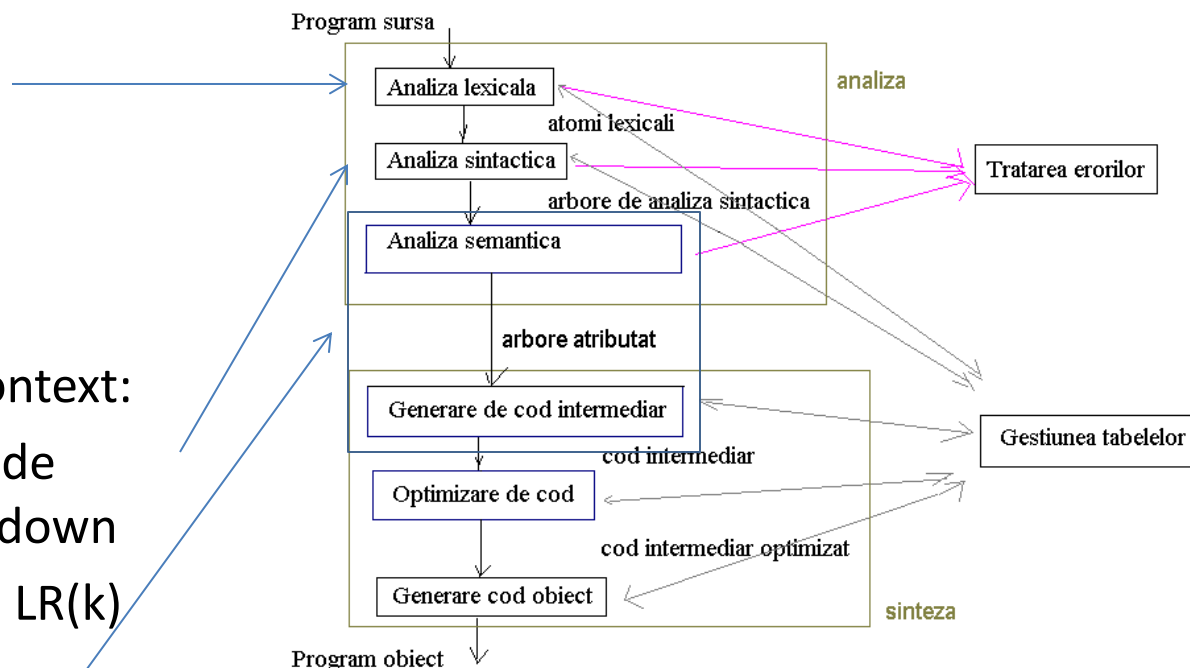 Program sursa
analiza
Analiza lexicala
atomi lexicali
Analiza sintactica
Tratarea erorilor
arbore de analiza sintactica
Analiza semantica
arbore atributat
ontext:
Generare de cod intermediar
Gestiunea tabelelor
de
cod intermediar
Optimizare de cod
down
cod intermediar optimizat
LR(k)
Generare cod obiect
sinteza
Program obiect